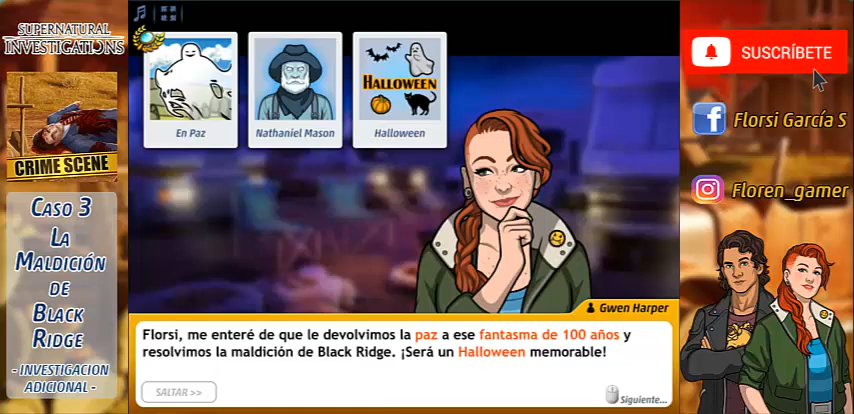 SUPERNATURAL
INVESTIGATIONS
CRIME SCENE
CASO 3
LA
MALDICIÓN
DE
BLACK
RIDGE
- INVESTIGACION
ADICIONAL -
En Paz
Nathaniel Mason
HALLOWEEN
Halloween
Gwen Harper
Florsi, me enteré de que le devolvimos la paz a ese fantasma de 100 años y
resolvimos la maldición de Black Ridge. ¡Será un Halloween memorable!
SALTAR >>
Siguiente...
SUSCRÍBETE
Florsi García S
Floren_gamer